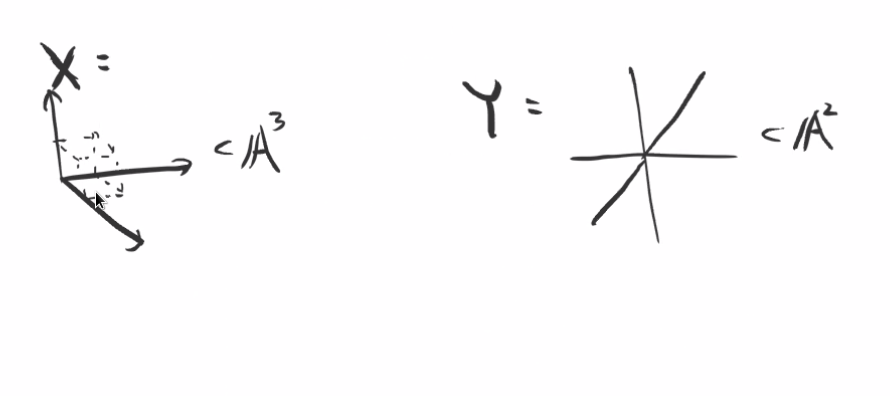 X =
⊂ 𝔸³
Y =
⊂ 𝔸²